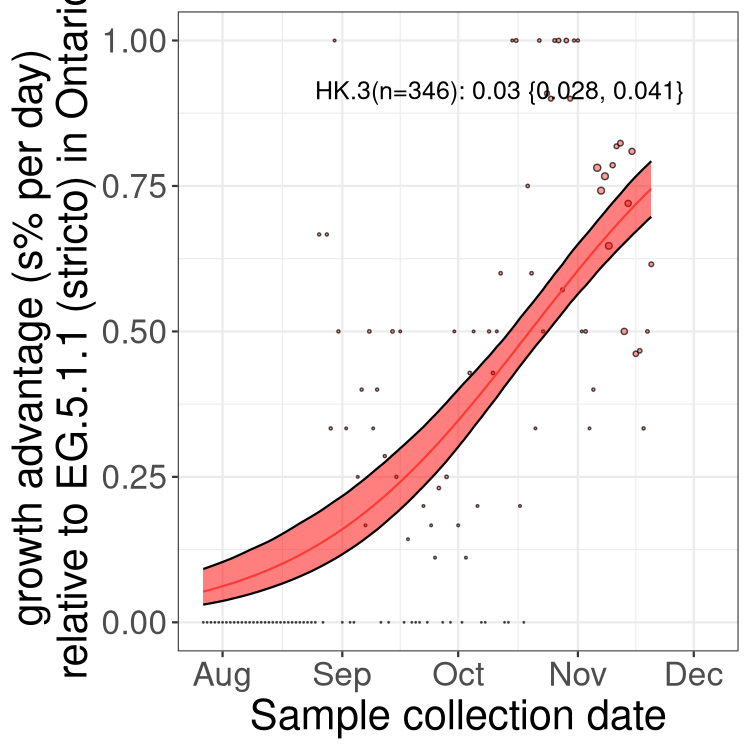 growth advantage (s% per day)
relative to EG.5.1.1 (stricto) in Ontario
1.00
0.75
0.50
0.25
0.00
HK.3(n=346): 0.03 {0.028, 0.041}
Aug Sep Oct Nov Dec
Sample collection date